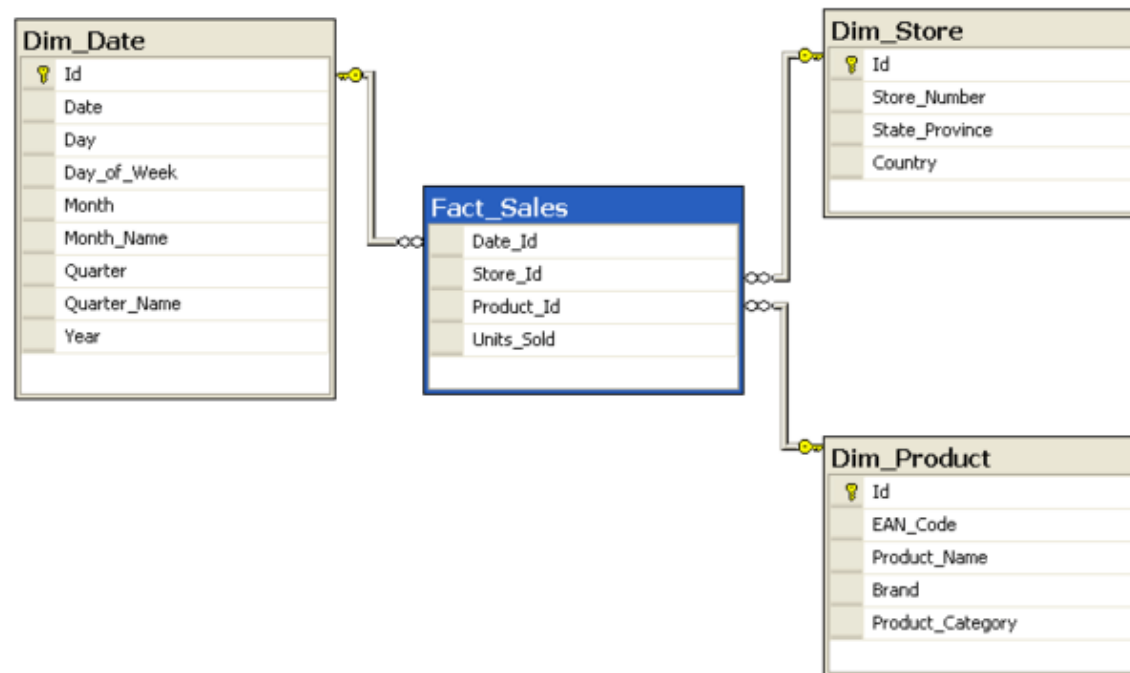 Dim_Date
Id
Date
Day
Day_of_Week
Month
Month_Name
Quarter
Quarter_Name
Year
Fact_Sales
Date_Id
Store_Id
Product_Id
Units_Sold
Dim_Store
Id
Store_Number
State_Province
Country
Dim_Product
Id
EAN_Code
Product_Name
Brand
Product_Category